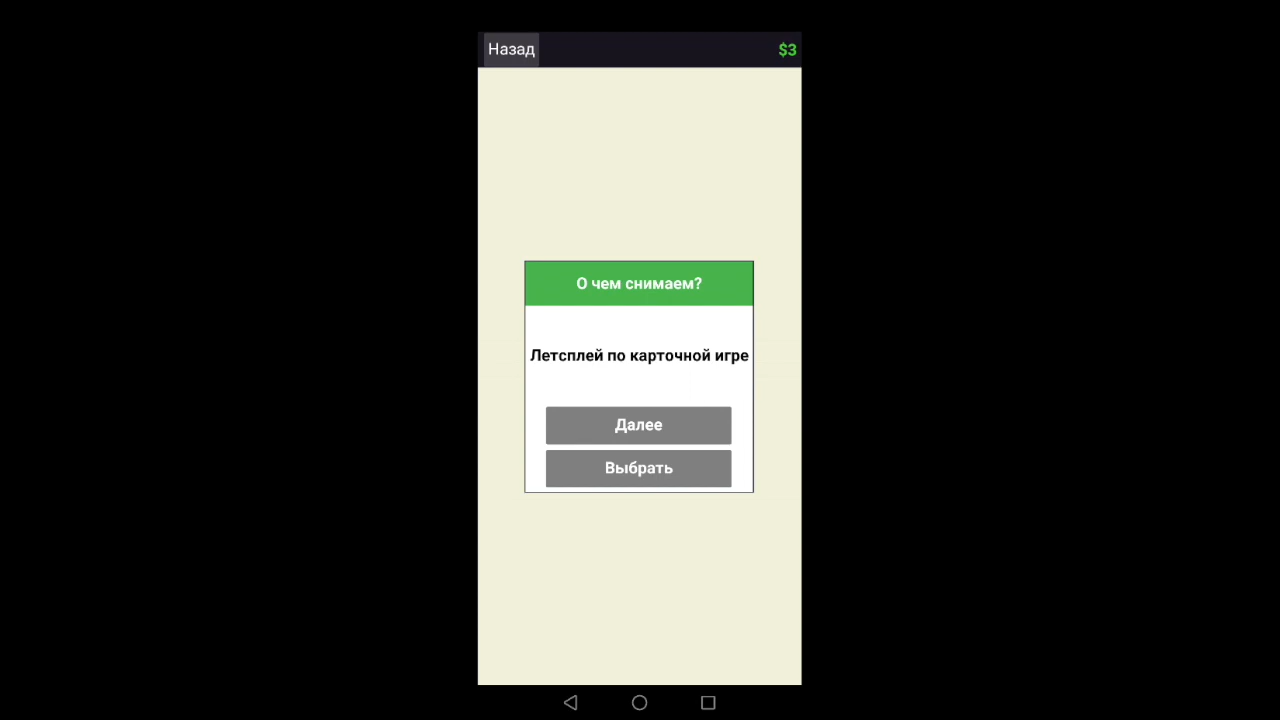 Назад
$3
О чем снимаем?
Летсплей по карточной игре
Далее
Выбрать